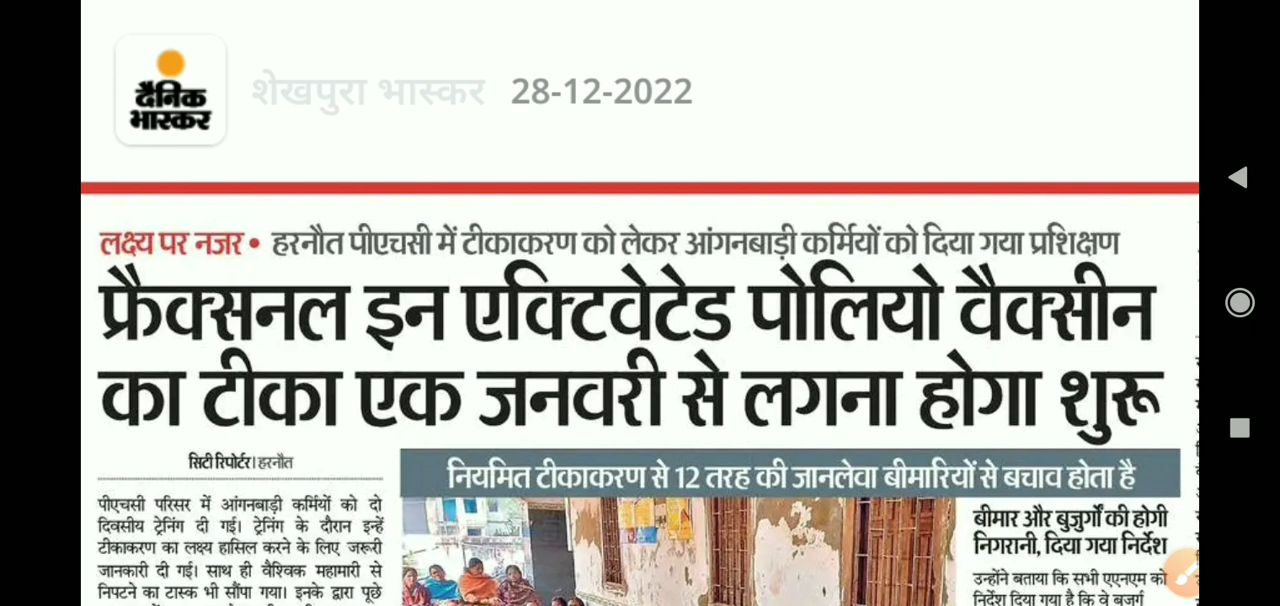 दैनिक
भास्कर
शेखपुरा भास्कर 28-12-2022
लक्ष्य पर नजर • हरनौत पीएचसी में टीकाकरण को लेकर आंगनबाड़ी कर्मियों को दिया गया प्रशिक्षण
फ्रैक्सनल इन एक्टिवेटेड पोलियो वैक्सीन
का टीका एक जनवरी से लगना होगा शुरू
सिटी रिपोर्टर। हरनौत
पीएचसी परिसर में आंगनबाड़ी कर्मियों को दो
दिवसीय ट्रेनिंग दी गई। ट्रेनिंग के दौरान इन्हें
टीकाकरण का लक्ष्य हासिल करने के लिए जरूरी
जानकारी दी गई। साथ ही वैश्विक महामारी से
निपटने का टास्क भी सौंपा गया। इनके द्वारा पूछे
नियमित टीकाकरण से 12 तरह की जानलेवा बीमारियों से बचाव होता है
बीमार और बुजुर्गों की होगी
निगरानी, दिया गया निर्देश
उन्होंने बताया कि सभी एएनएम को
निर्देश दिया गया है कि वे बुजुर्ग